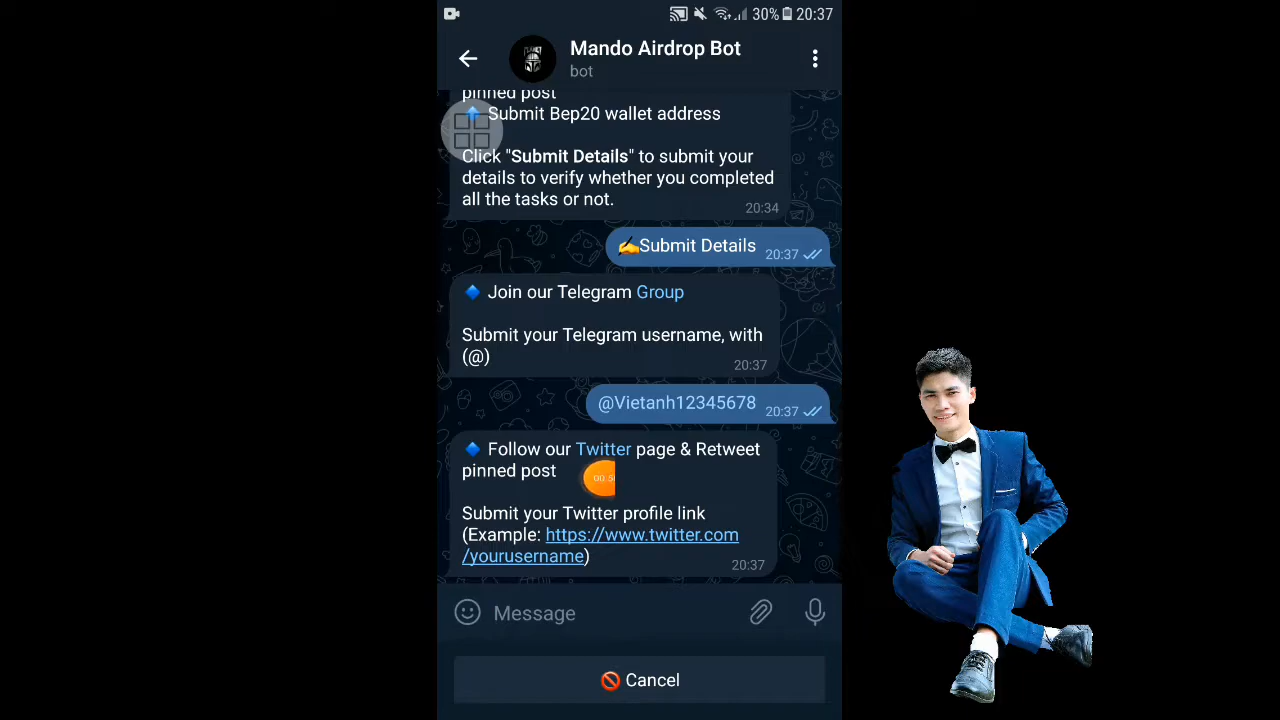 30% 20:37
Mando Airdrop Bot
bot
pinned post
Submit Bep20 wallet address
Click "Submit Details" to submit your
details to verify whether you completed
all the tasks or not.
20:34
✍Submit Details 20:37
🔹 Join our Telegram Group
Submit your Telegram username, with
(@)
20:37
@Vietanh12345678 20:37
🔹 Follow our Twitter page & Retweet
pinned post
Submit your Twitter profile link
(Example: https://www.twitter.com
/yourusername)
20:37
Message
🚫 Cancel